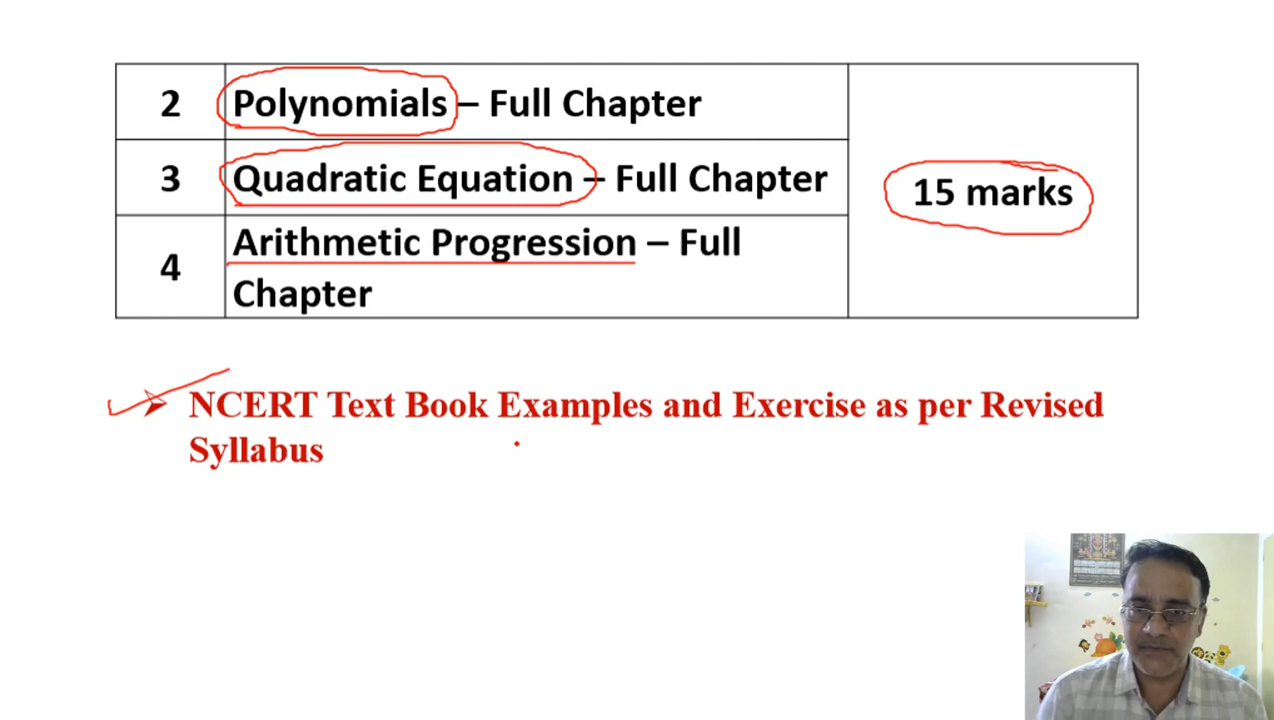 2
Polynomials – Full Chapter
3
Quadratic Equation – Full Chapter
15 marks
4
Arithmetic Progression – Full
Chapter
NCERT Text Book Examples and Exercise as per Revised
Syllabus